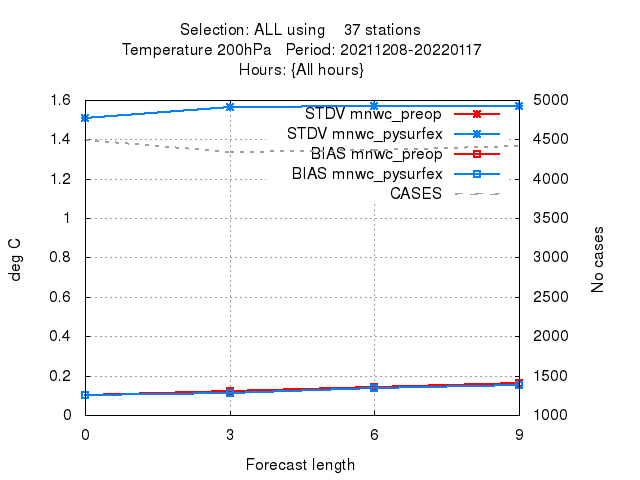 Selection: ALL using    37 stations
Temperature 200hPa   Period: 20211208-20220117
Hours: {All hours}
1.6
1.4
1.2
1
0.8
0.6
0.4
0.2
0
deg C
STDV mnwc_preop
STDV mnwc_pysurfex
BIAS mnwc_preop
BIAS mnwc_pysurfex
CASES
5000
4500
4000
3500
3000
2500
2000
1500
1000
No cases
0 3 6 9
Forecast length